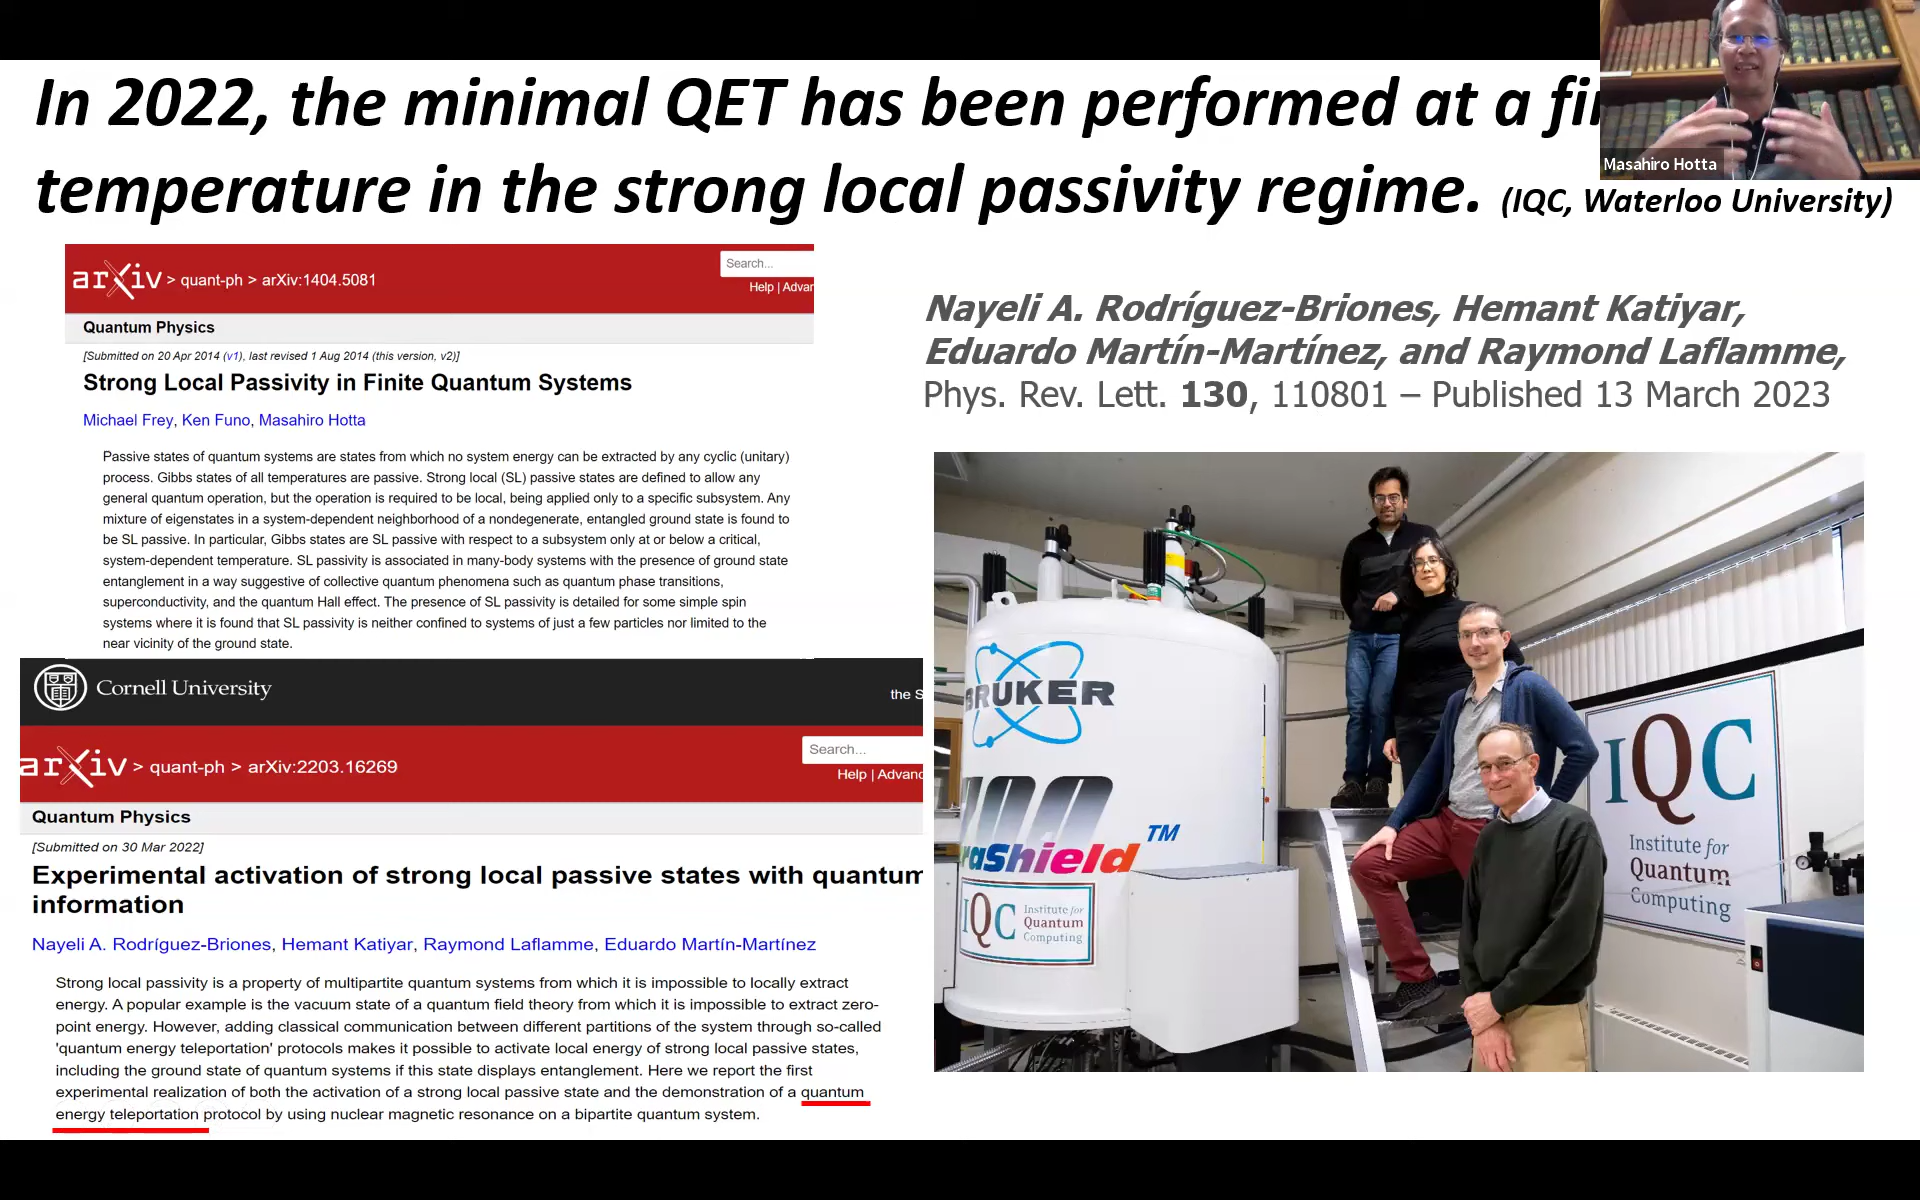 In 2022, the minimal QET has been performed at a
temperature in the strong local passivity regime. (IQC, Waterloo University)
Masahiro Hotta
arXiv > quant-ph > arXiv:1404.5081
Search...
Help | Advan
Quantum Physics
[Submitted on 20 Apr 2014 (v1), last revised 1 Aug 2014 (this version, v2)]
Strong Local Passivity in Finite Quantum Systems
Michael Frey, Ken Funo, Masahiro Hotta
Passive states of quantum systems are states from which no system energy can be extracted by any cyclic (unitary)
process. Gibbs states of all temperatures are passive. Strong local (SL) passive states are defined to allow any
general quantum operation, but the operation is required to be local, being applied only to a specific subsystem. Any
mixture of eigenstates in a system-dependent neighborhood of a nondegenerate, entangled ground state is found to
be SL passive. In particular, Gibbs states are SL passive with respect to a subsystem only at or below a critical,
system-dependent temperature. SL passivity is associated in many-body systems with the presence of ground state
entanglement in a way suggestive of collective quantum phenomena such as quantum phase transitions,
superconductivity, and the quantum Hall effect. The presence of SL passivity is detailed for some simple spin
systems where it is found that SL passivity is neither confined to systems of just a few particles nor limited to the
near vicinity of the ground state.
Cornell University
the S
arXiv > quant-ph > arXiv:2203.16269
Search...
Help | Advanc
Quantum Physics
[Submitted on 30 Mar 2022]
Experimental activation of strong local passive states with quantum
information
Nayeli A. Rodríguez-Briones, Hemant Katiyar, Raymond Laflamme, Eduardo Martín-Martínez
Strong local passivity is a property of multipartite quantum systems from which it is impossible to locally extract
energy. A popular example is the vacuum state of a quantum field theory from which it is impossible to extract zero-
point energy. However, adding classical communication between different partitions of the system through so-called
'quantum energy teleportation' protocols makes it possible to activate local energy of strong local passive states,
including the ground state of quantum systems if this state displays entanglement. Here we report the first
experimental realization of both the activation of a strong local passive state and the demonstration of a quantum
energy teleportation protocol by using nuclear magnetic resonance on a bipartite quantum system.
Nayeli A. Rodríguez-Briones, Hemant Katiyar,
Eduardo Martín-Martínez, and Raymond Laflamme,
Phys. Rev. Lett. 130, 110801 – Published 13 March 2023
BRUKER
700
raShield TM
IQC
Institute for
Quantum
Computing
IQC
Institute for
Quantum
Computing